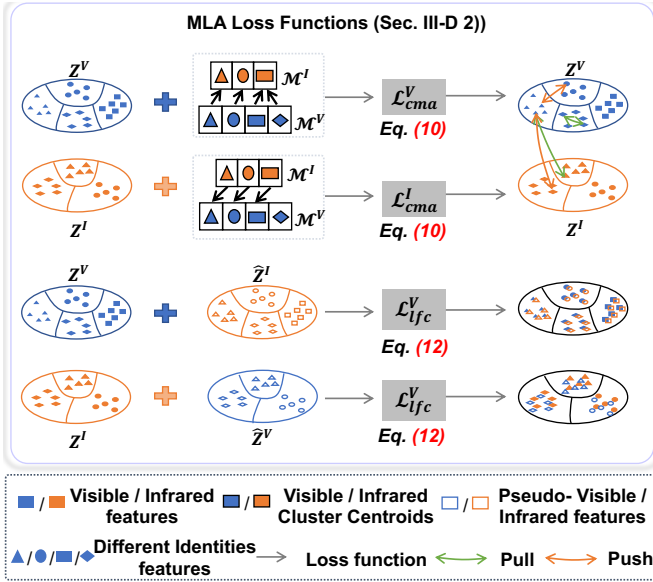 MLA Loss Functions (Sec. III-D 2))
Z^V
ℳ^I
ℳ^V
ℒ^V_cma
Eq. (10)
Z^V
Z^I
ℳ^I
ℳ^V
ℒ^I_cma
Eq. (10)
Z^I
Z^V
Ẑ^I
ℒ^V_lfc
Eq. (12)
Z^I
Ẑ^V
ℒ^V_lfc
Eq. (12)
/ Visible / Infrared features
/ Visible / Infrared Cluster Centroids
/ Pseudo- Visible / Infrared features
/ / / Different Identities features
Loss function
Pull
Push